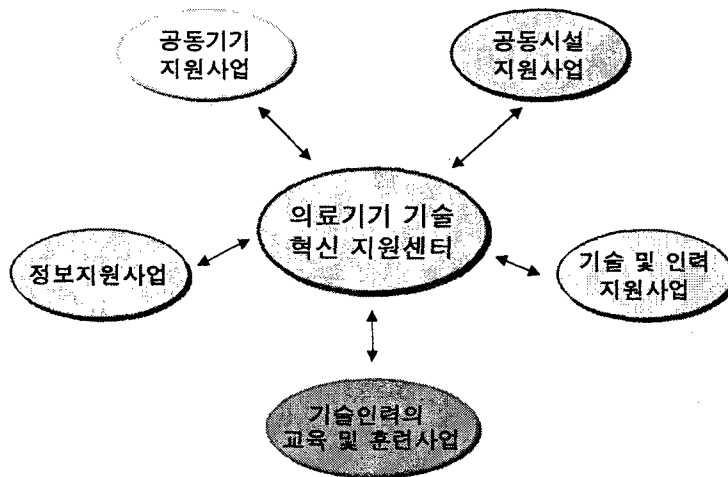 공동기기
지원사업
공동시설
지원사업
의료기기 기술
혁신 지원센터
정보지원사업
기술 및 인력
지원사업
기술인력의
교육 및 훈련사업